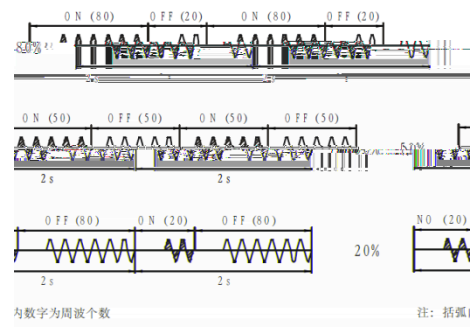 ON (80) OFF (20) ON (80) OFF (20)
ON (50) OFF (50) ON (50) OFF (50)
2s 2s
OFF (80) ON (20) OFF (80) NO (20)
20%
2s 2s
内数字为周波个数 注：括弧